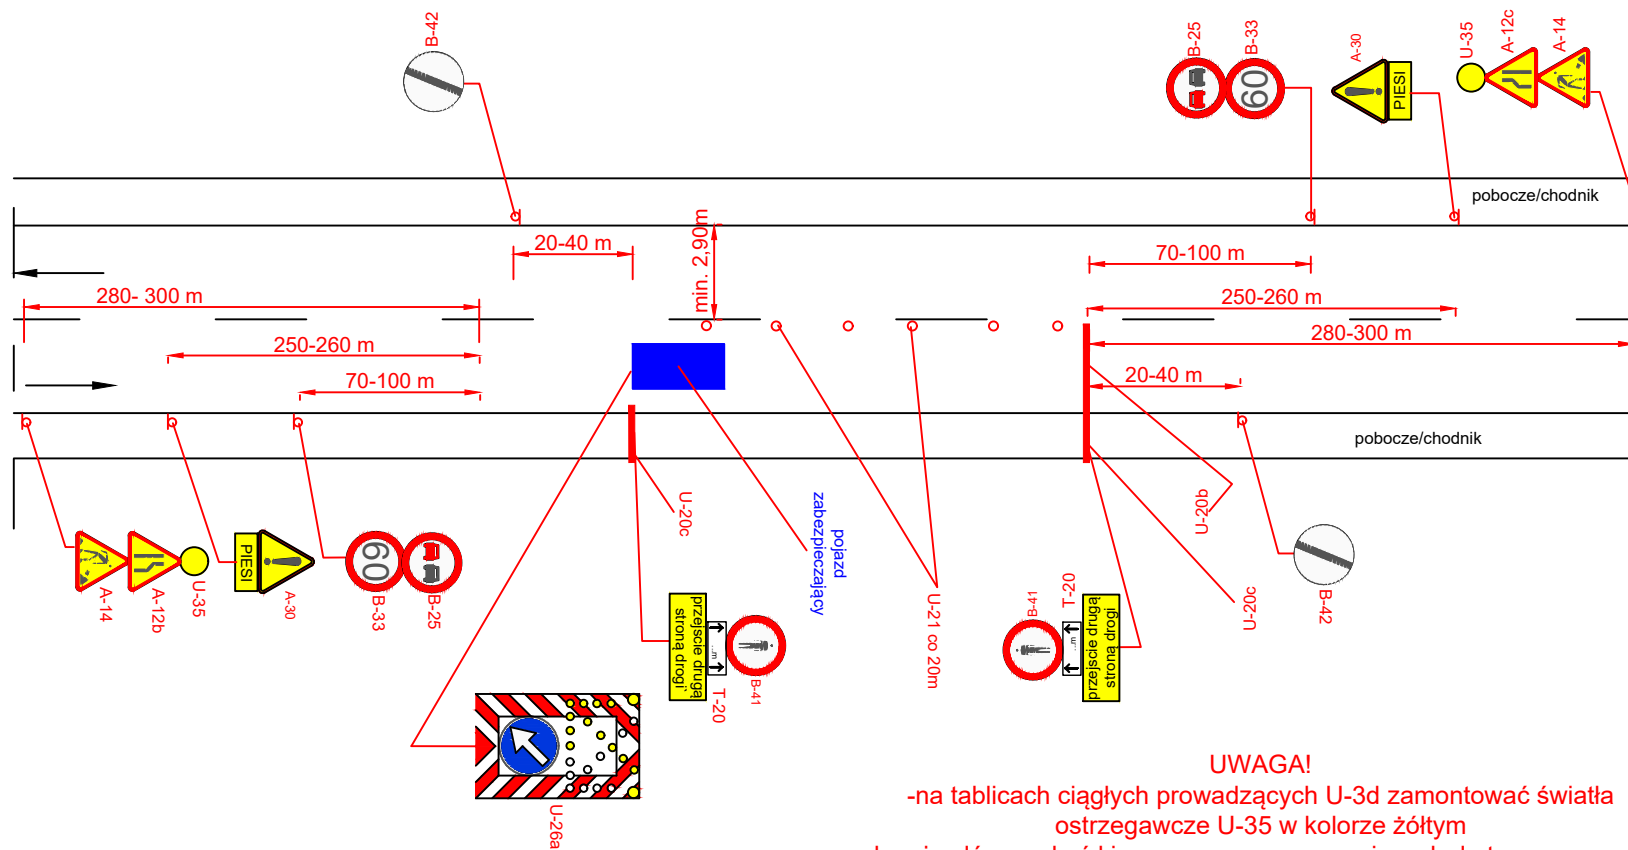 B-42
B-25
B-33
60
A-30
PIESI
U-35
A-12c
A-14
pobocze/chodnik
20-40 m
min. 2,90m
70-100 m
280- 300 m
250-260 m
250-260 m
280-300 m
70-100 m
20-40 m
pobocze/chodnik
A-14
A-12b
U-35
PIESI
A-30
60
B-33
B-25
U-20c
pojazd
zabezpieczający
U-21 co 20m
U-20b
U-20c
B-42
przejscie drugą
stroną drogi
...m
T-20
B-41
B-41
T-20
...m
przejscie drugą
stroną drogi
U-26a
UWAGA!
-na tablicach ciągłych prowadzących U-3d zamontować światła
ostrzegawcze U-35 w kolorze żółtym